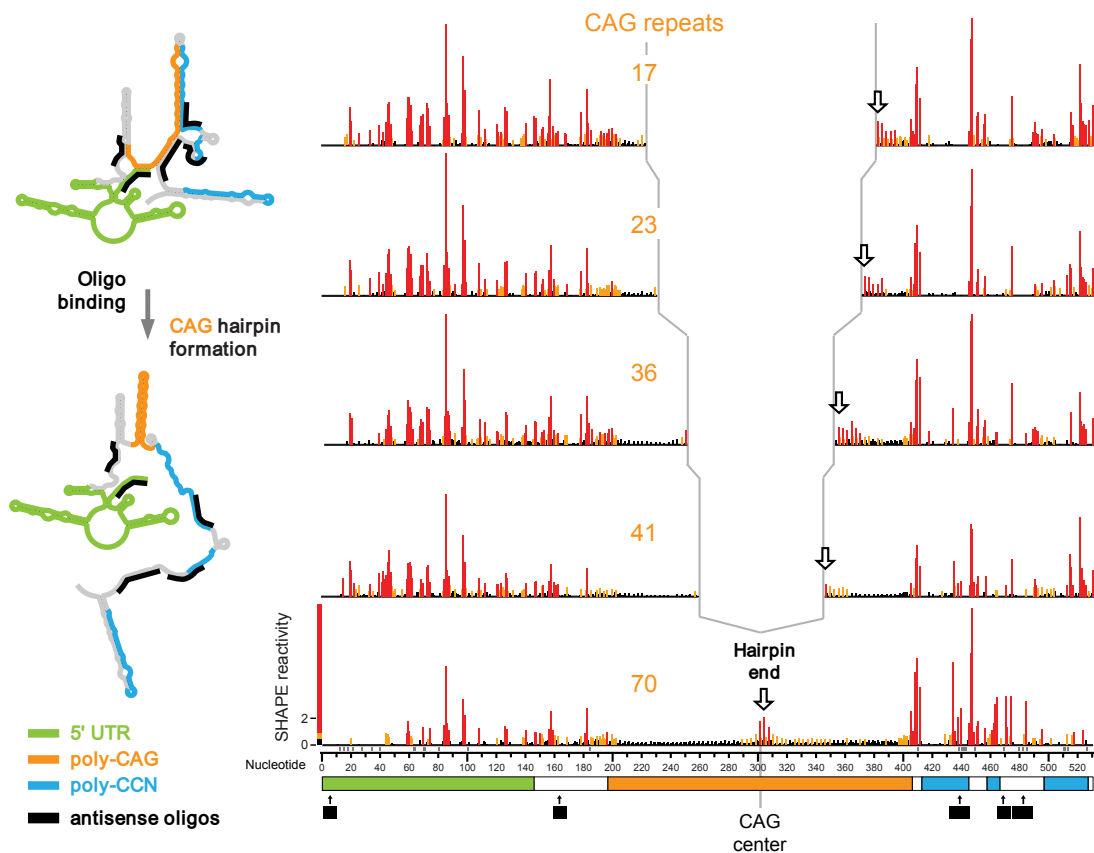 CAG repeats
17
23
Oligo
binding
CAG hairpin
formation
36
41
Hairpin
end
70
SHAPE reactivity
2
0
Nucleotide
0 20 40 60 80 100 120 140 160 180 200 220 240 260 280 300 320 340 360 380 400 420 440 460 480 500 520
5' UTR
poly-CAG
poly-CCN
antisense oligos
CAG
center